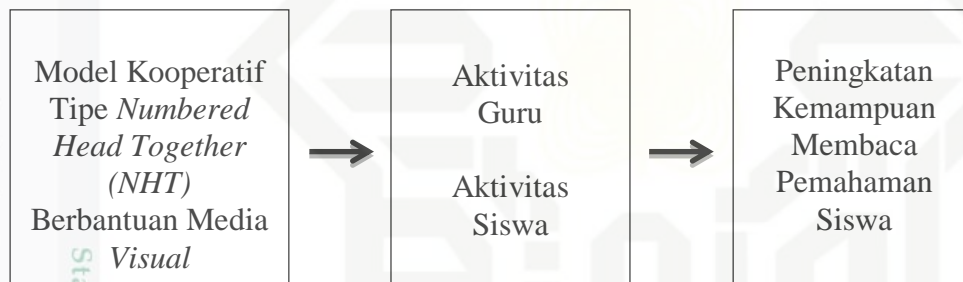 Model Kooperatif
Tipe Numbered
Head Together
(NHT)
Berbantuan Media
Visual
Aktivitas
Guru
Aktivitas
Siswa
Peningkatan
Kemampuan
Membaca
Pemahaman
Siswa